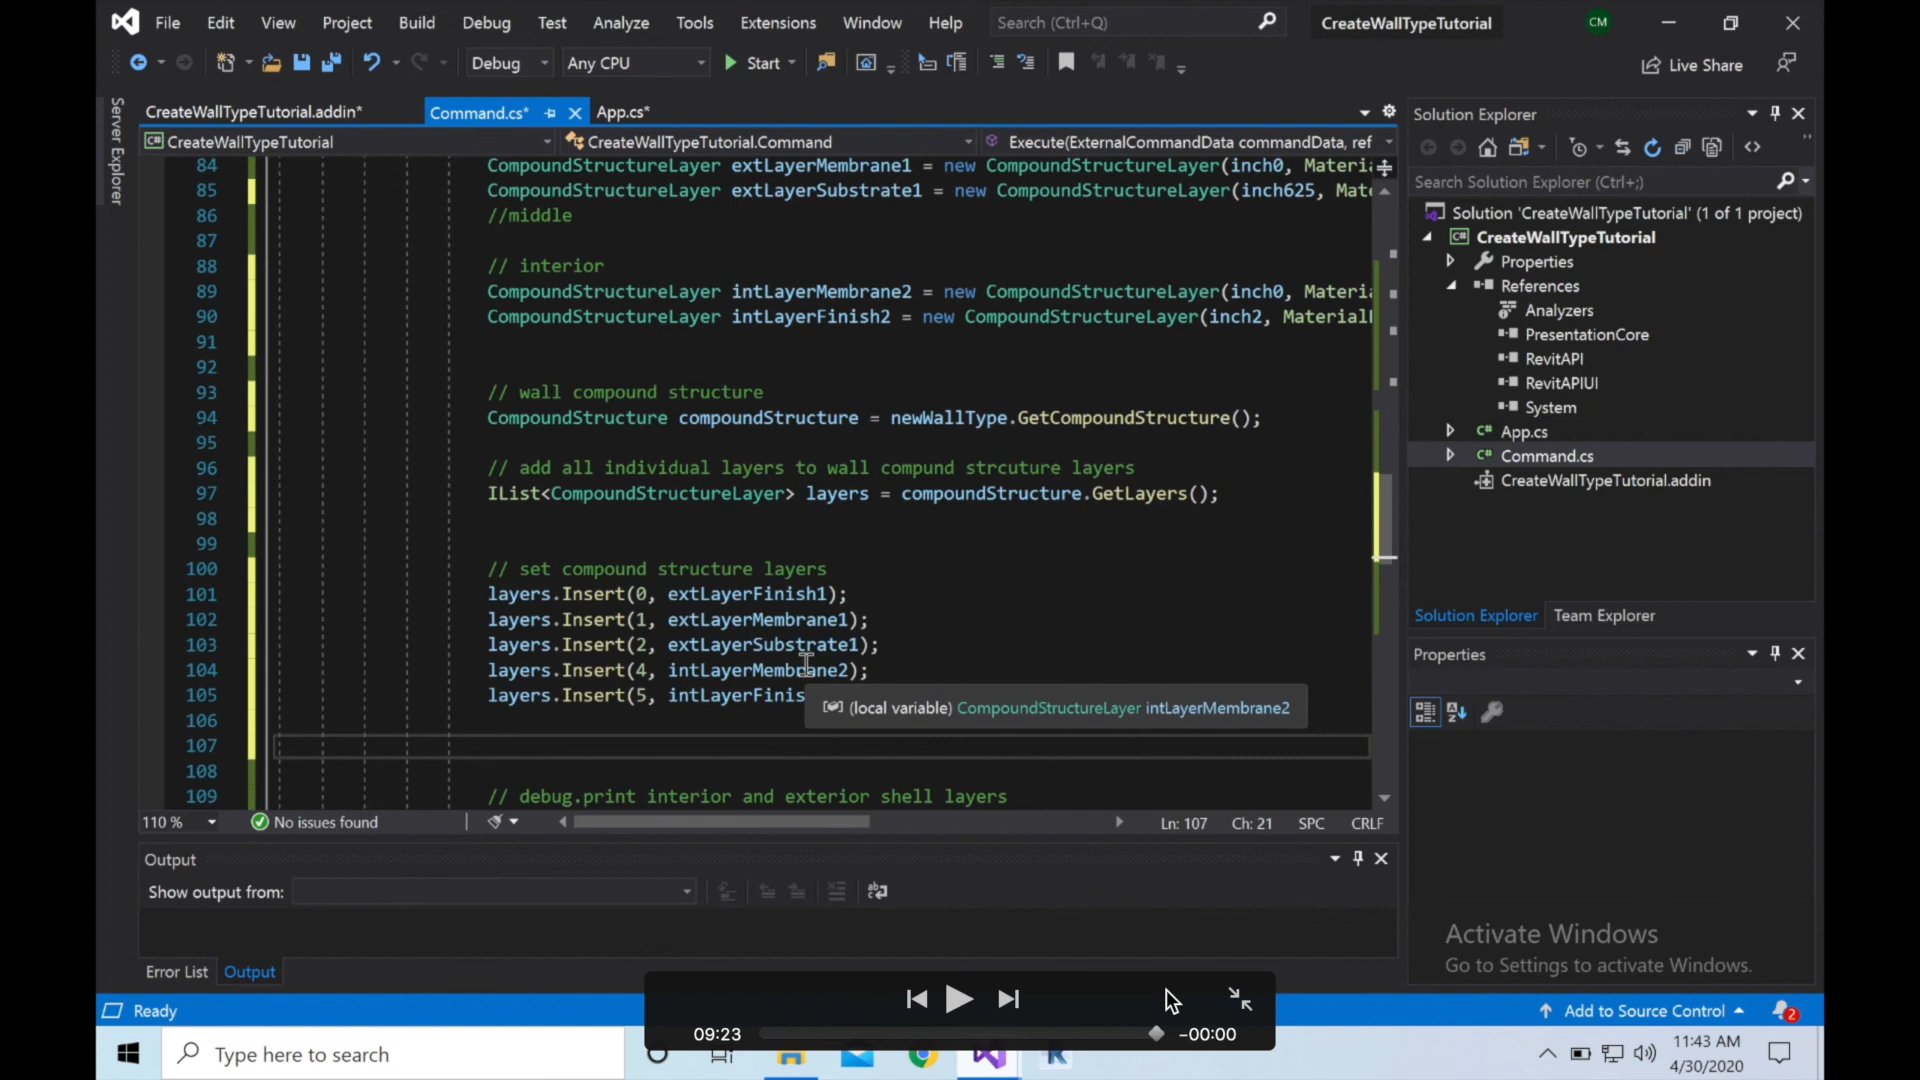 File Edit View Project Build Debug Test Analyze Tools Extensions Window Help Search (Ctrl+Q) CreateWallTypeTutorial CM
Debug Any CPU Start Live Share
Server Explorer
CreateWallTypeTutorial.addin* Command.cs* App.cs*
CreateWallTypeTutorial CreateWallTypeTutorial.Command Execute(ExternalCommandData commandData, ref
84 CompoundStructureLayer extLayerMembrane1 = new CompoundStructureLayer(inch0, Materia
85 CompoundStructureLayer extLayerSubstrate1 = new CompoundStructureLayer(inch625, Mate
86 //middle
87
88 // interior
89 CompoundStructureLayer intLayerMembrane2 = new CompoundStructureLayer(inch0, Materia
90 CompoundStructureLayer intLayerFinish2 = new CompoundStructureLayer(inch2, MaterialF
91
92
93 // wall compound structure
94 CompoundStructure compoundStructure = newWallType.GetCompoundStructure();
95
96 // add all individual layers to wall compund strcuture layers
97 IList<CompoundStructureLayer> layers = compoundStructure.GetLayers();
98
99
100 // set compound structure layers
101 layers.Insert(0, extLayerFinish1);
102 layers.Insert(1, extLayerMembrane1);
103 layers.Insert(2, extLayerSubstrate1);
104 layers.Insert(4, intLayerMembrane2);
105 layers.Insert(5, intLayerFinis
(local variable) CompoundStructureLayer intLayerMembrane2
106
107
108
109 // debug.print interior and exterior shell layers
110 % No issues found Ln: 107 Ch: 21 SPC CRLF
Output
Show output from:
Error List Output
Solution Explorer
Search Solution Explorer (Ctrl+;)
Solution 'CreateWallTypeTutorial' (1 of 1 project)
C# CreateWallTypeTutorial
Properties
References
Analyzers
PresentationCore
RevitAPI
RevitAPIUI
System
C# App.cs
C# Command.cs
CreateWallTypeTutorial.addin
Solution Explorer Team Explorer
Properties
Activate Windows
Go to Settings to activate Windows.
Ready Add to Source Control 2
09:23 -00:00
Type here to search
11:43 AM
4/30/2020